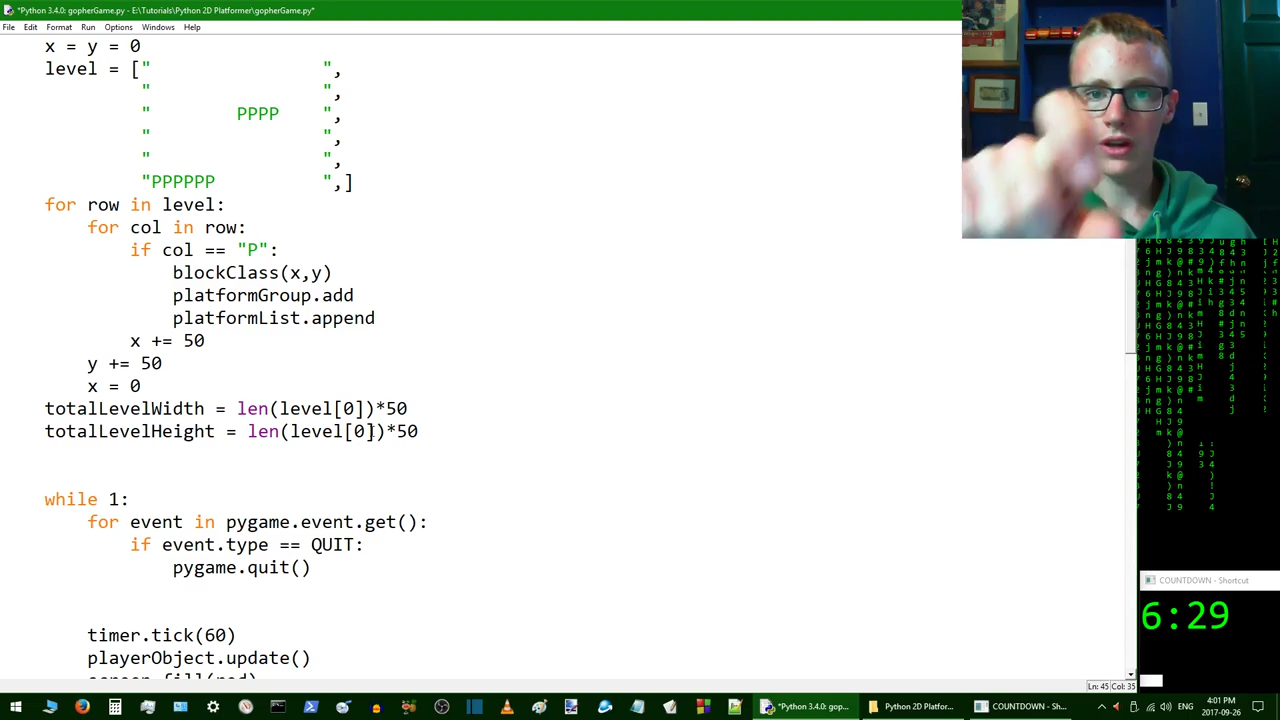 *Python 3.4.0: gopherGame.py - E:\Tutorials\Python 2D Platformer\gopherGame.py*
File Edit Format Run Options Windows Help
x = y = 0
level = ["                ",
"                ",
"        PPPP    ",
"                ",
"                ",
"PPPPPP          ",]
for row in level:
for col in row:
if col == "P":
blockClass(x,y)
platformGroup.add
platformList.append
x += 50
y += 50
x = 0
totalLevelWidth = len(level[0])*50
totalLevelHeight = len(level[0])*50
while 1:
for event in pygame.event.get():
if event.type == QUIT:
pygame.quit()
timer.tick(60)
playerObject.update()
screen.fill(red)
Ln: 45 Col: 35
COUNTDOWN - Shortcut
6:29
*Python 3.4.0: gop...
Python 2D Platfor...
COUNTDOWN - Sh...
ENG
4:01 PM
2017-09-26